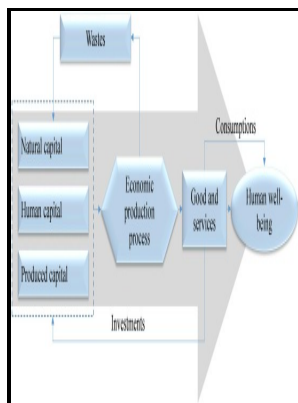 Wastes
Consumptions
Natural capital
Human capital
Produced capital
Economic
production
process
Good and
services
Human well-
being
Investments